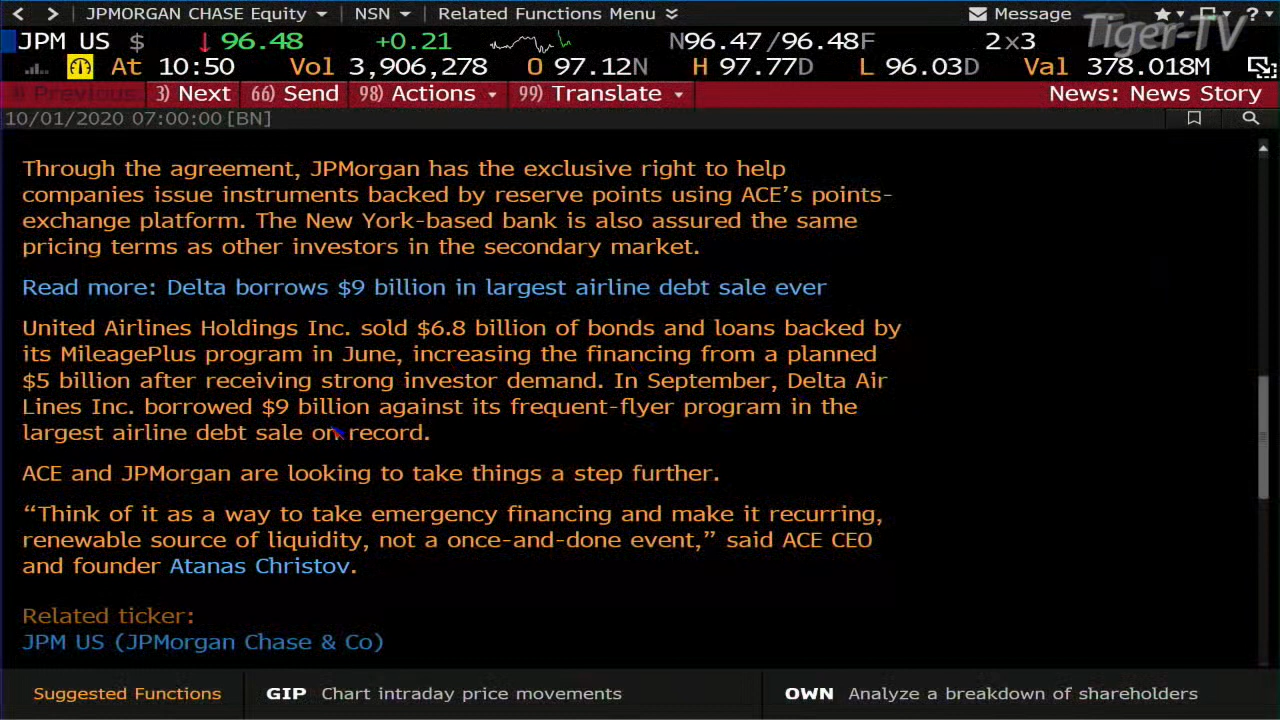 JPMORGAN CHASE Equity NSN Related Functions Menu Message ?
JPM US $ 96.48 +0.21 N96.47/96.48F 2x3 Tiger-TV
At 10:50 Vol 3,906,278 O 97.12N H 97.77D L 96.03D Val 378.018M
Previous 3) Next 66) Send 98) Actions 99) Translate News: News Story
10/01/2020 07:00:00 [BN]
Through the agreement, JPMorgan has the exclusive right to help
companies issue instruments backed by reserve points using ACE’s points-
exchange platform. The New York-based bank is also assured the same
pricing terms as other investors in the secondary market.
Read more: Delta borrows $9 billion in largest airline debt sale ever
United Airlines Holdings Inc. sold $6.8 billion of bonds and loans backed by
its MileagePlus program in June, increasing the financing from a planned
$5 billion after receiving strong investor demand. In September, Delta Air
Lines Inc. borrowed $9 billion against its frequent-flyer program in the
largest airline debt sale on record.
ACE and JPMorgan are looking to take things a step further.
“Think of it as a way to take emergency financing and make it recurring,
renewable source of liquidity, not a once-and-done event,” said ACE CEO
and founder Atanas Christov.
Related ticker:
JPM US (JPMorgan Chase & Co)
Suggested Functions GIP Chart intraday price movements OWN Analyze a breakdown of shareholders